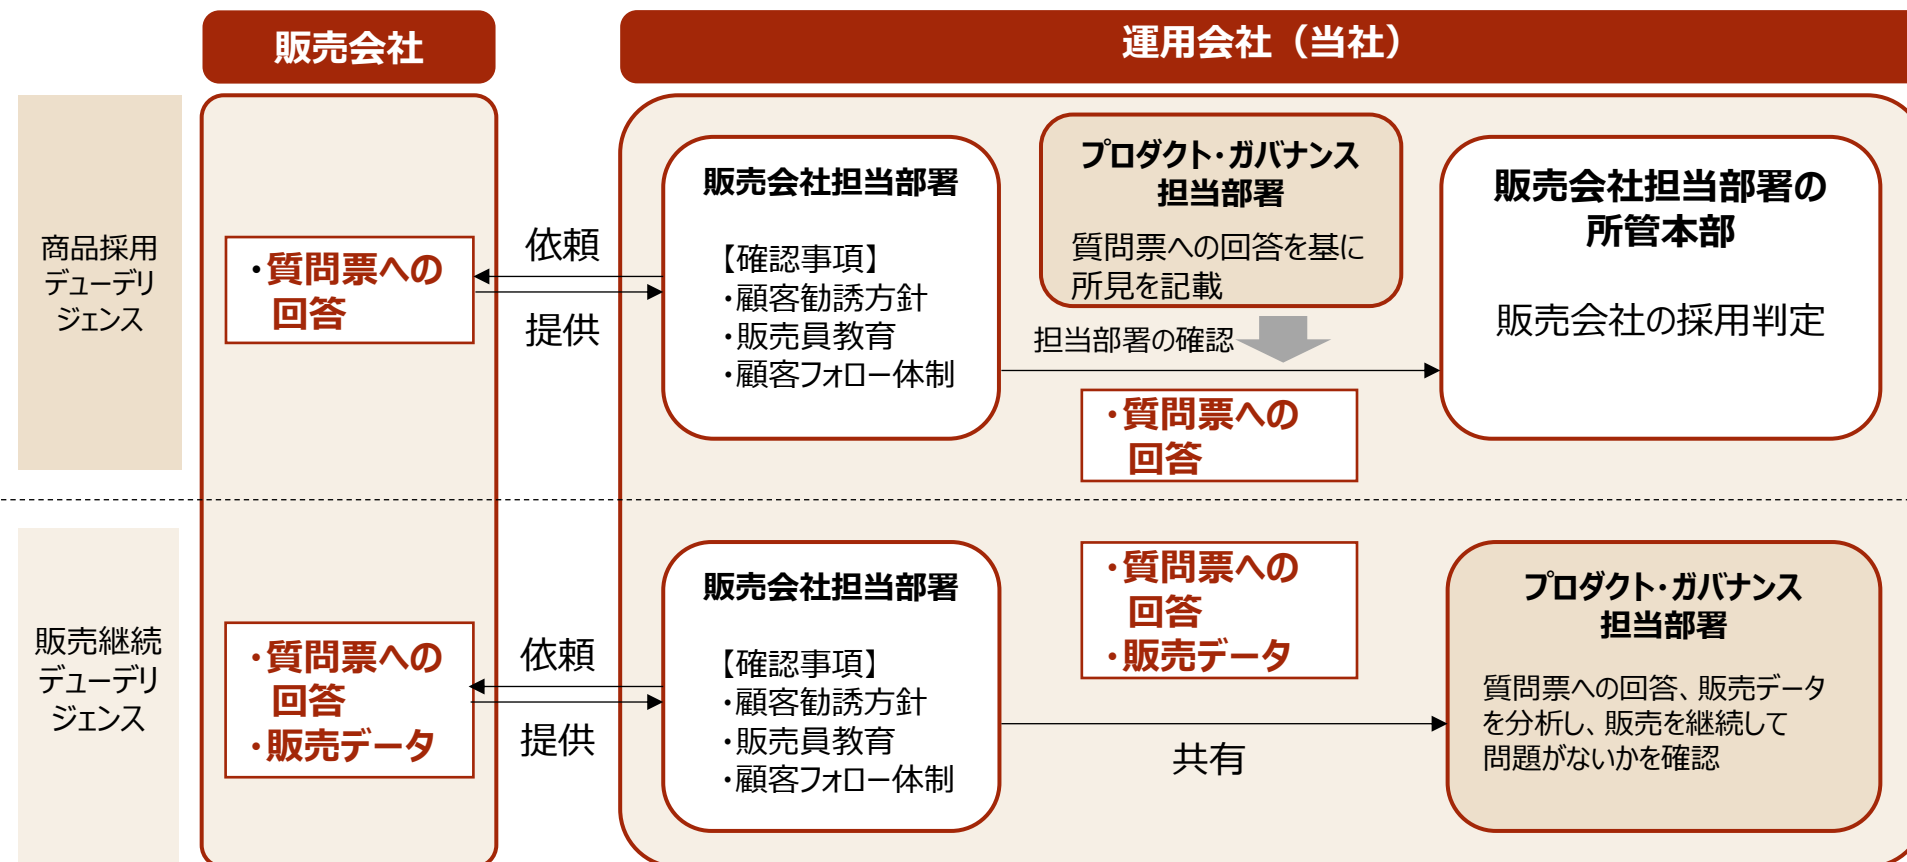 販売会社
運用会社（当社）
商品採用
デューデリ
ジェンス
・質問票への
回答
依頼
提供
販売会社担当部署
【確認事項】
・顧客勧誘方針
・販売員教育
・顧客フォロー体制
プロダクト・ガバナンス
担当部署
質問票への回答を基に
所見を記載
担当部署の確認
・質問票への
回答
販売会社担当部署の
所管本部
販売会社の採用判定
販売継続
デューデリ
ジェンス
・質問票への
回答
・販売データ
依頼
提供
販売会社担当部署
【確認事項】
・顧客勧誘方針
・販売員教育
・顧客フォロー体制
・質問票への
回答
・販売データ
共有
プロダクト・ガバナンス
担当部署
質問票への回答、販売データ
を分析し、販売を継続して
問題がないかを確認